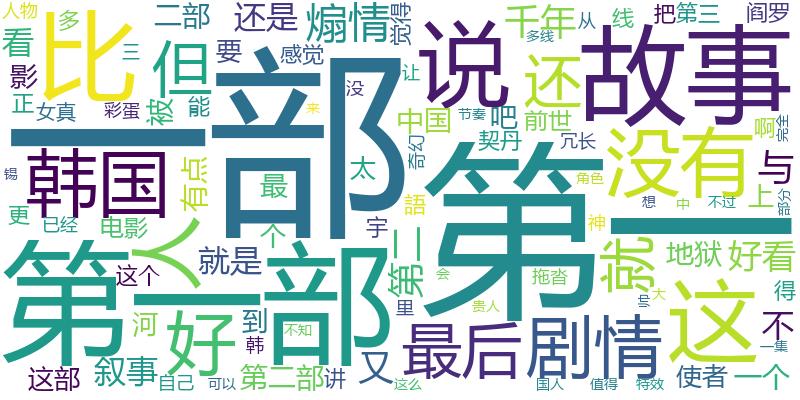 人物
多
二部
还是
煽情
觉得
千年
从
线
把
第三
阎罗
看
比
但
要
感觉
说
多线
故事
影
三
让
还
正
女真
彩蛋
被
能
没
一部
中国
吧
前世
节奏
来
啊
完全
韩国
有点
太
奇幻
契丹
冗长
没有
与
锡
最
角色
第一
想
中
不过
上
部分
更
已经
电影
人
个
宇
語
神
第一部
这个
就是
第二
会
拖沓
就
地狱
好看
河
好
到
里
贵人
号
大
这
得
韩
不知
最后
剧情
不
一集
这部
叙事
自己
可以
第二部
讲
又
这么
国人
值得
特效
使者
一个